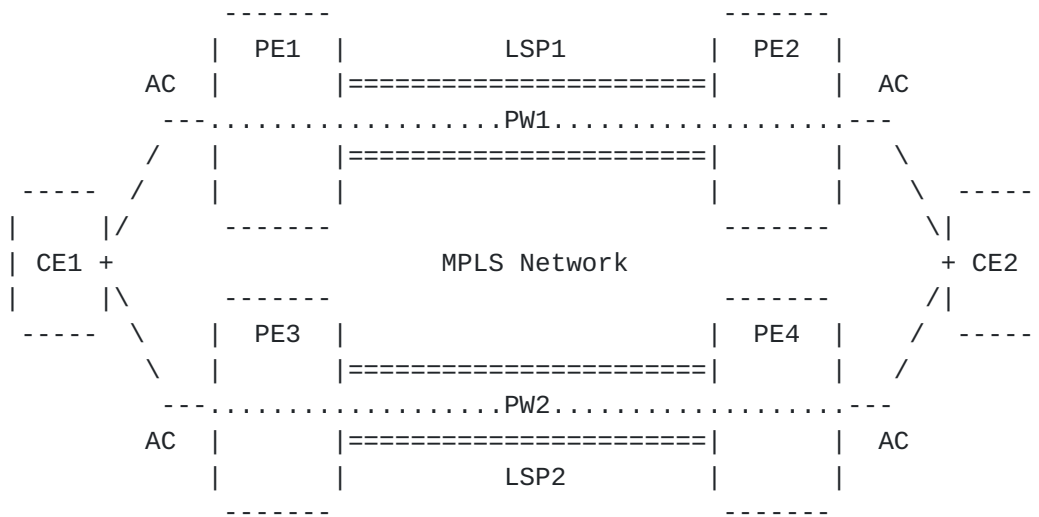 PE1 LSP1 PE2
AC AC
PW1
CE1 MPLS Network CE2
PE3 PE4
PW2
AC AC
LSP2